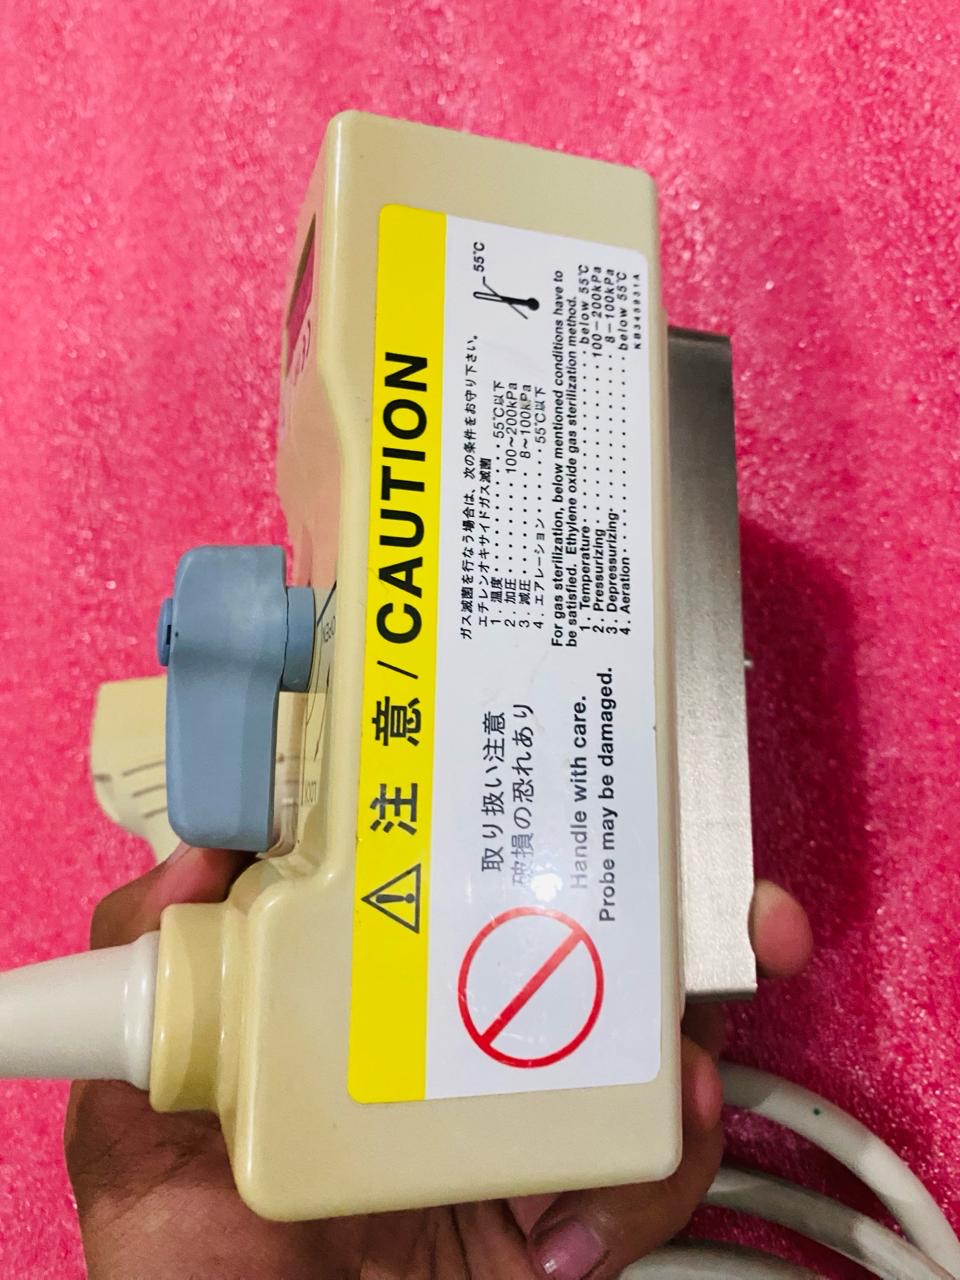 注意/CAUTION
取り扱い注意
破損の恐れあり
Handle with care.
Probe may be damaged.
ガス滅菌を行なう場合は、次の条件をお守り下さい。
エチレンオキサイドガス滅菌
1．温度・・・・・・・・・55℃以下
2．加圧・・・・・・・・100~200kPa
3．減圧・・・・・・・・・8~100kPa
4．エアレーション・・・・・55℃以下
55℃
For gas sterilization, below mentioned conditions have to
be satisfied. Ethylene oxide gas sterilization method.
1. Temperature・・・・・・・・・・・・・below 55℃
2. Pressurizing・・・・・・・・・・・・100−200kPa
3. Depressurizing・・・・・・・・・・・8−100kPa
4. Aeration・・・・・・・・・・・・・・・below 55℃
OPEN